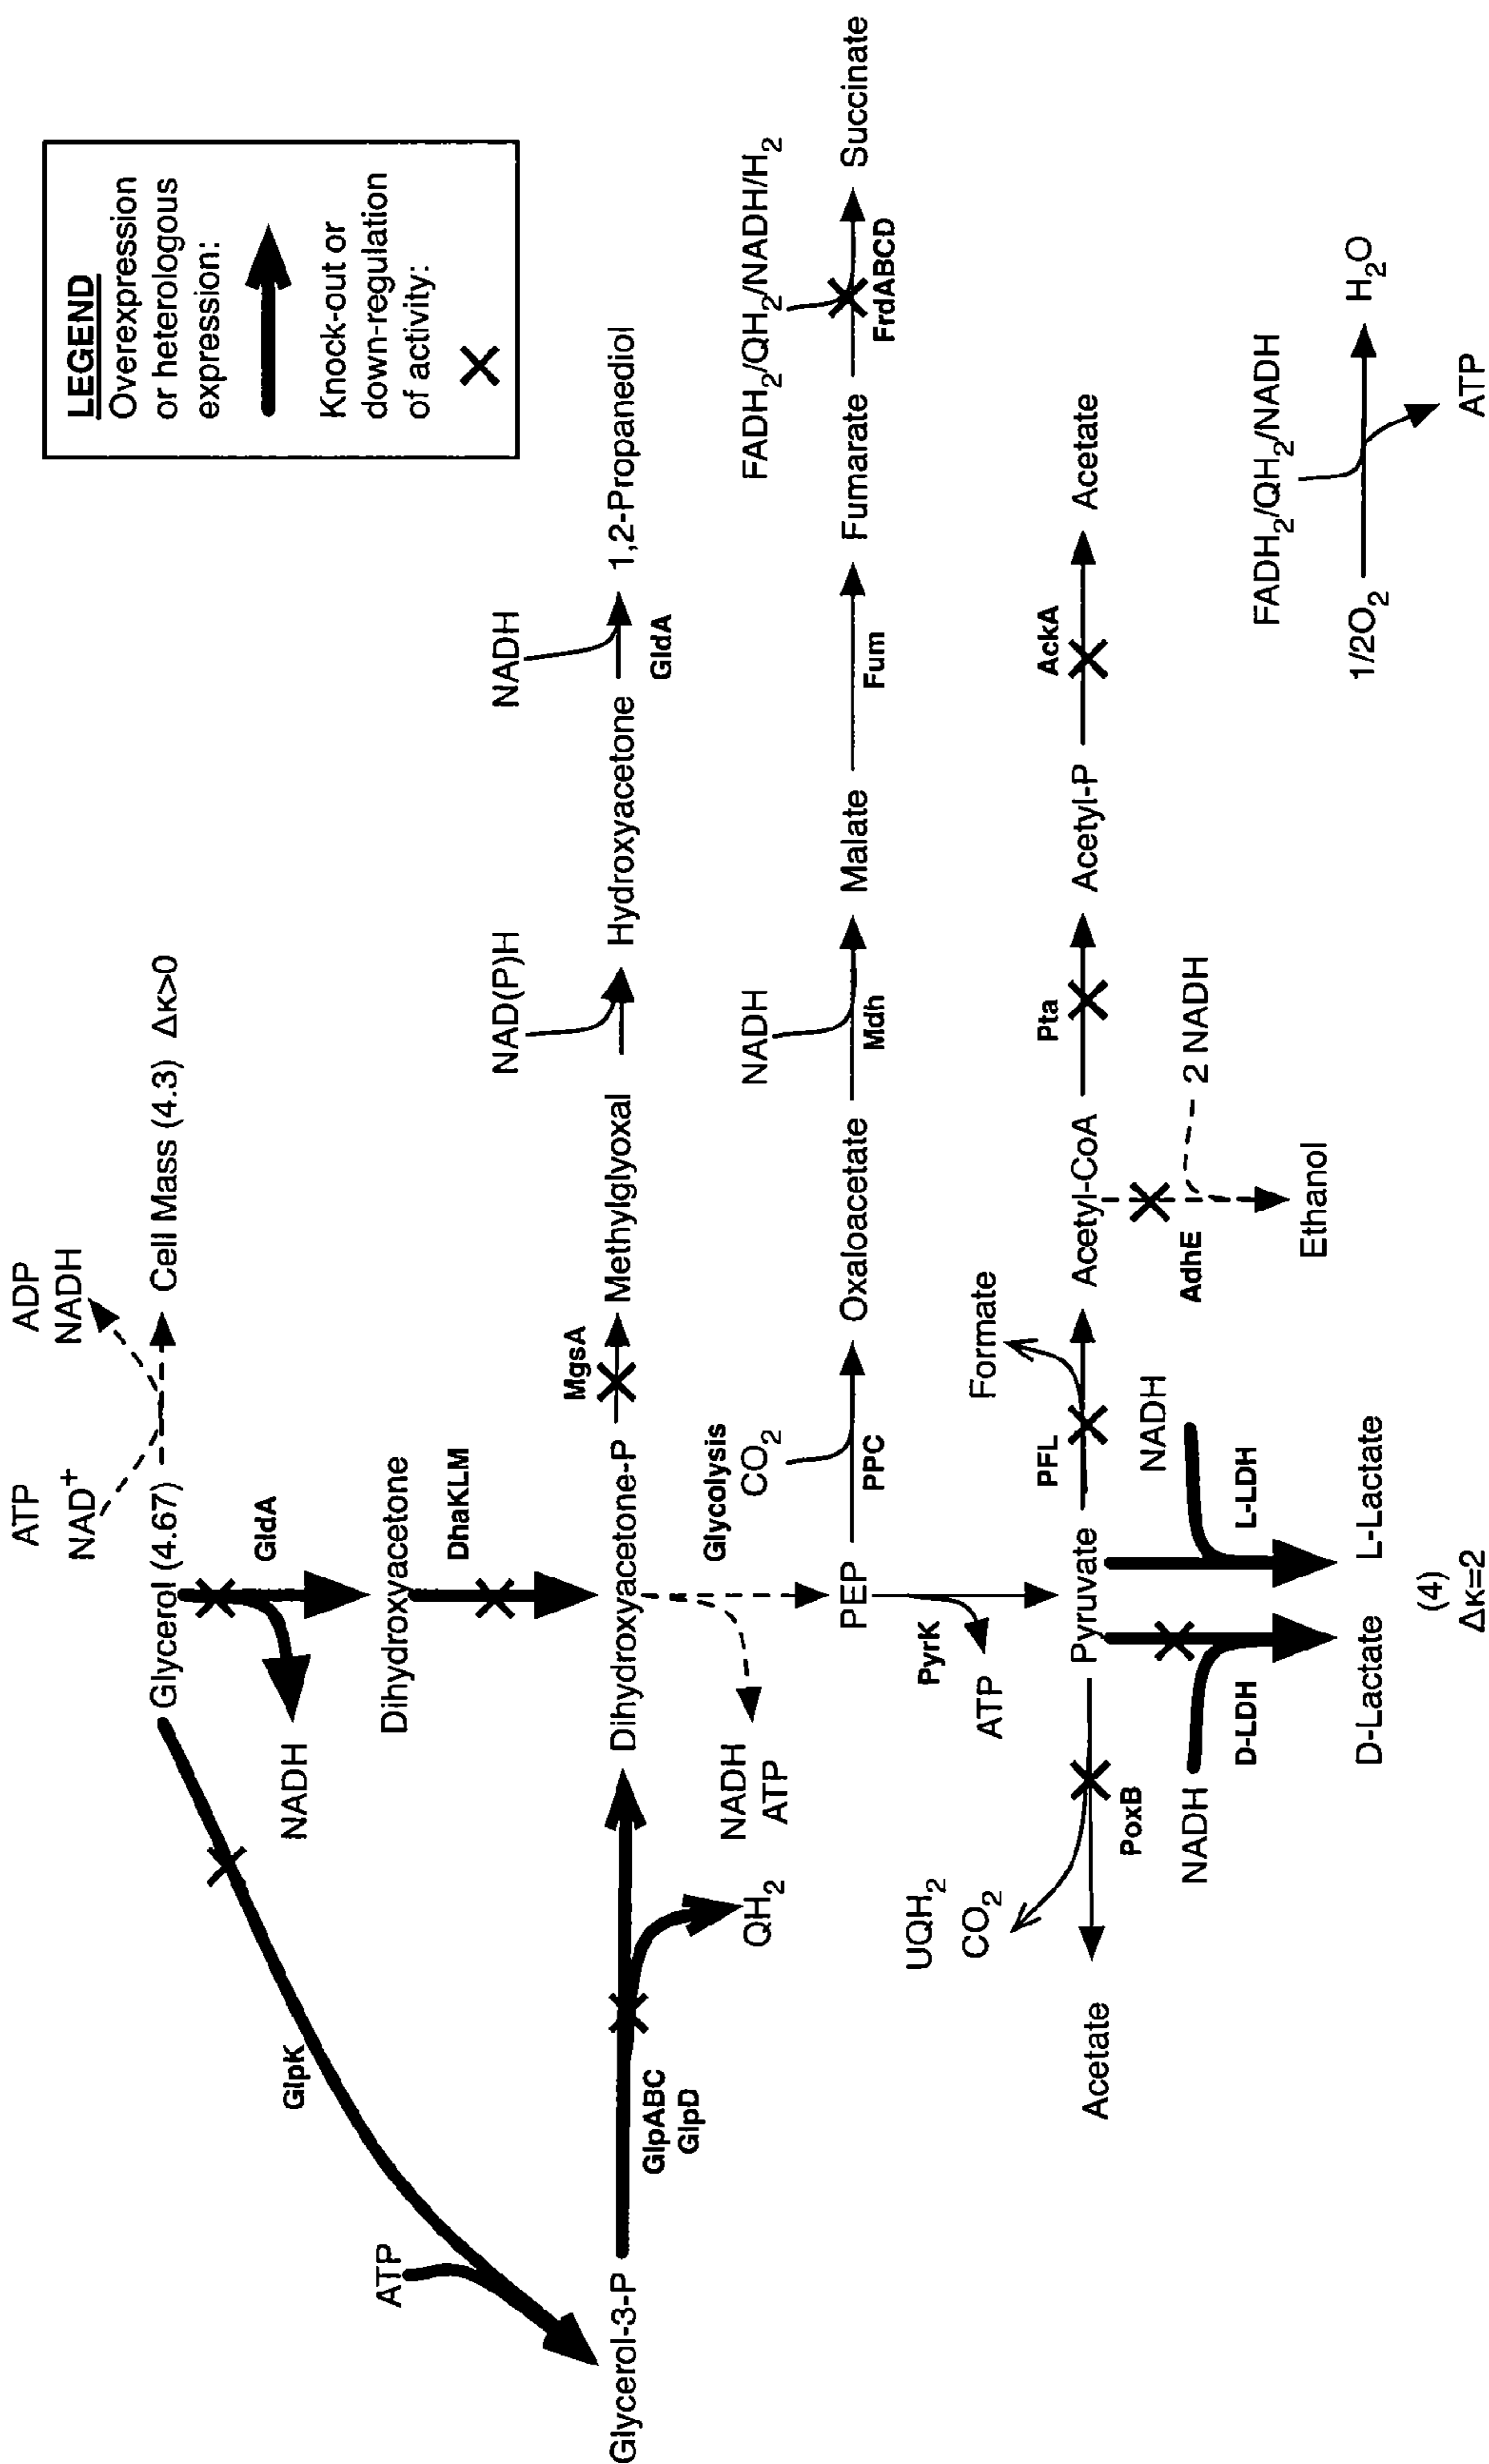 LEGEND
Overexpression
or heterologous
expression:
Knock-out or
down-regulation
of activity:
ATP
NAD+
ADP
NADH
Glycerol (4.67)
Cell Mass (4.3) Δκ>0
GldA
NADH
GlpK
Dihydroxyacetone
DhaKLM
ATP
Glycerol-3-P
GlpABC
GlpD
QH2
Dihydroxyacetone-P
MgsA
Methylglyoxal
NAD(P)H
Hydroxyacetone
NADH
GldA
1,2-Propanediol
Glycolysis
NADH
ATP
PEP
CO2
PPC
Oxaloacetate
NADH
Mdh
Malate
Fum
Fumarate
FADH2/QH2/NADH/H2
FrdABCD
Succinate
PyrK
ATP
UQH2
CO2
Acetate
PoxB
Pyruvate
PFL
Formate
Acetyl-CoA
Pta
Acetyl-P
AckA
Acetate
AdhE
2 NADH
Ethanol
NADH
D-LDH
D-Lactate
NADH
L-LDH
L-Lactate
(4)
Δκ=2
FADH2/QH2/NADH
1/2O2
H2O
ATP